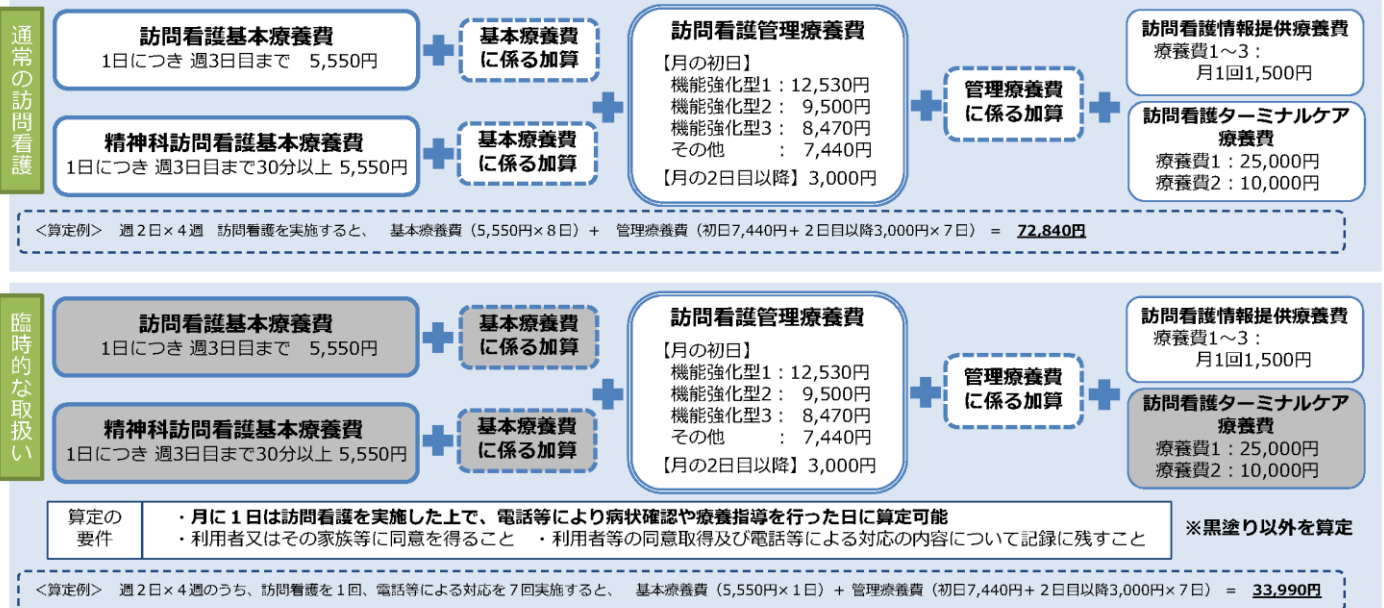 通常の訪問看護
訪問看護基本療養費
1日につき 週3日目まで 5,550円
基本療養費
に係る加算
精神科訪問看護基本療養費
1日につき 週3日目まで30分以上 5,550円
基本療養費
に係る加算
訪問看護管理療養費
【月の初日】
機能強化型1：12,530円
機能強化型2： 9,500円
機能強化型3： 8,470円
その他 ： 7,440円
【月の2日目以降】3,000円
管理療養費
に係る加算
訪問看護情報提供療養費
療養費1～3：
月1回1,500円
訪問看護ターミナルケア
療養費
療養費1：25,000円
療養費2：10,000円
＜算定例＞ 週２日×４週 訪問看護を実施すると、 基本療養費（5,550円×８日）+ 管理療養費（初日7,440円+２日目以降3,000円×７日） = 72,840円
臨時的な取扱い
訪問看護基本療養費
1日につき 週3日目まで 5,550円
基本療養費
に係る加算
精神科訪問看護基本療養費
1日につき 週3日目まで30分以上 5,550円
基本療養費
に係る加算
訪問看護管理療養費
【月の初日】
機能強化型1：12,530円
機能強化型2： 9,500円
機能強化型3： 8,470円
その他 ： 7,440円
【月の2日目以降】3,000円
管理療養費
に係る加算
訪問看護情報提供療養費
療養費1～3：
月1回1,500円
訪問看護ターミナルケア
療養費
療養費1：25,000円
療養費2：10,000円
算定の
要件
・月に１日は訪問看護を実施した上で、電話等により病状確認や療養指導を行った日に算定可能
・利用者又はその家族等に同意を得ること ・利用者等の同意取得及び電話等による対応の内容について記録に残すこと
※黒塗り以外を算定
＜算定例＞ 週２日×４週のうち、訪問看護を１回、電話等による対応を７回実施すると、 基本療養費（5,550円×１日）+ 管理療養費（初日7,440円+２日目以降3,000円×７日） = 33,990円